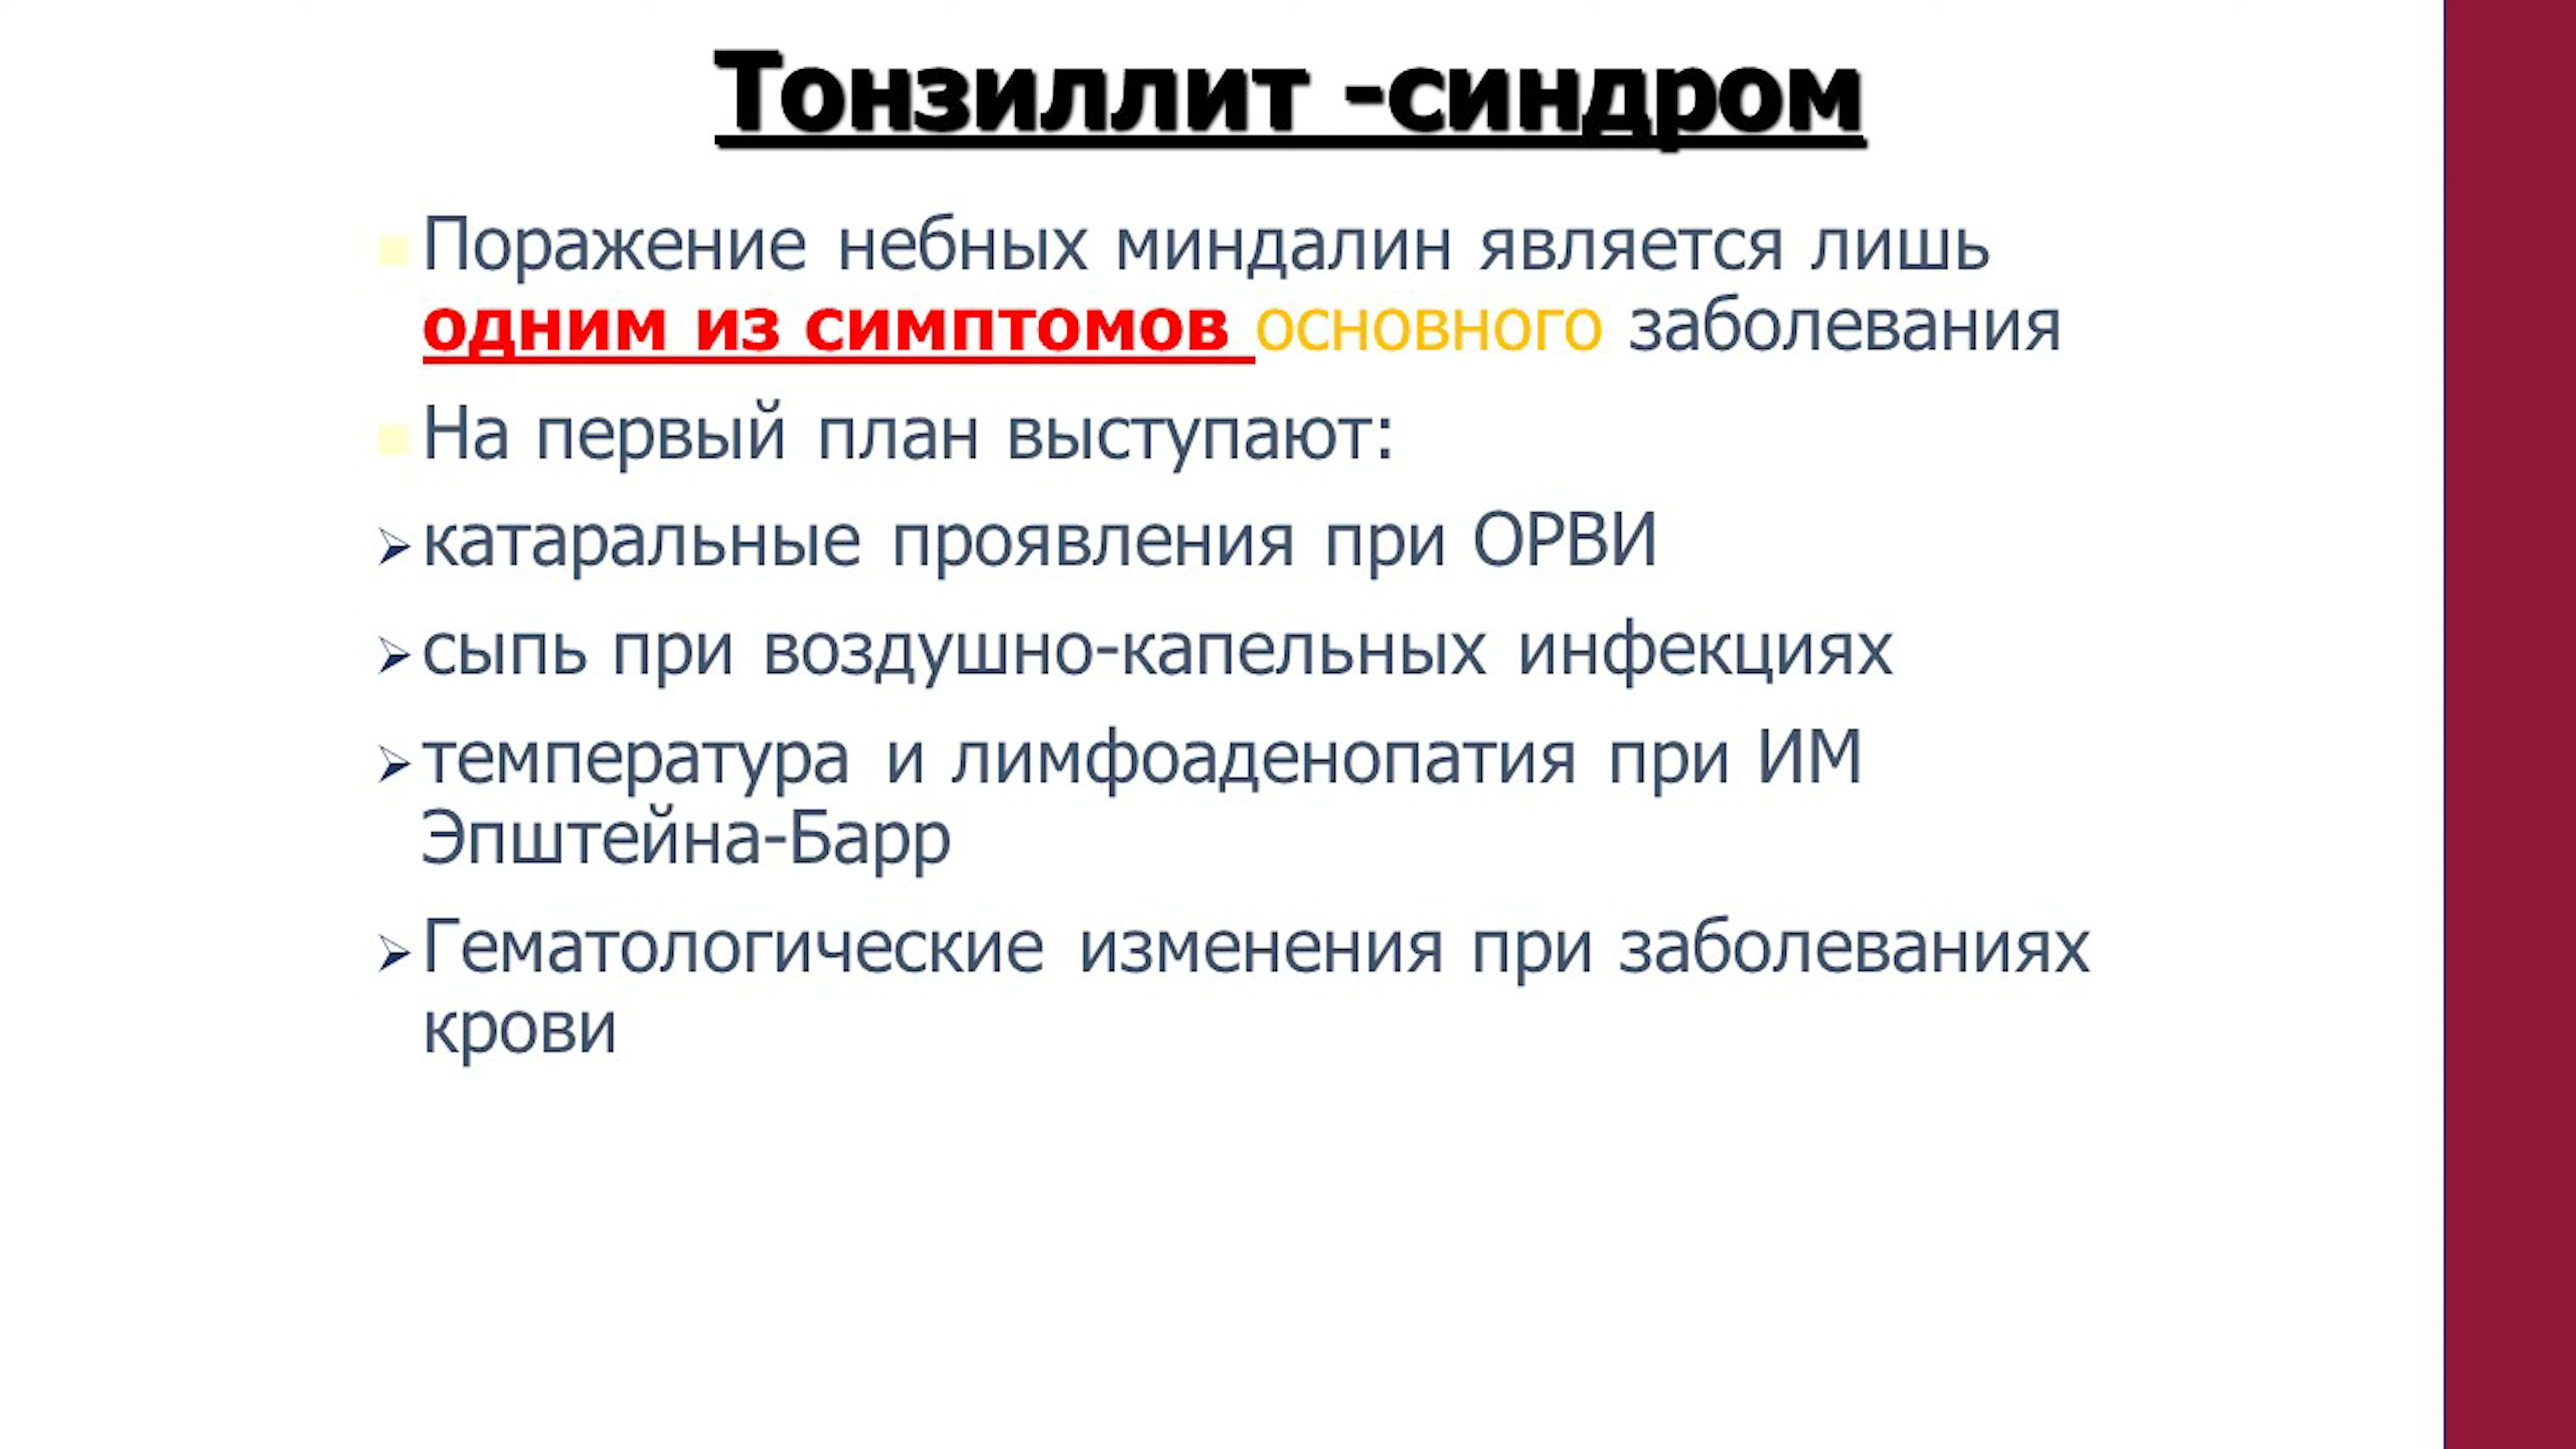 Тонзиллит -синдром
Поражение небных миндалин является лишь
одним из симптомов основного заболевания
На первый план выступают:
катаральные проявления при ОРВИ
сыпь при воздушно-капельных инфекциях
температура и лимфоаденопатия при ИМ
Эпштейна-Барр
Гематологические изменения при заболеваниях
крови